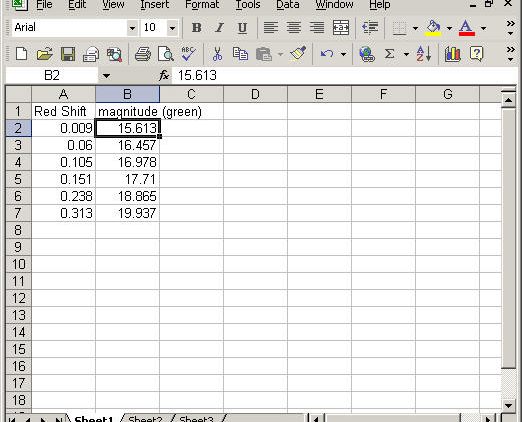 File Edit View Insert Format Tools Data Window Help
Arial 10 B I U
B2 fx 15.613
A B C D E F G
1 Red Shift magnitude (green)
2 0.009 15.613
3 0.06 16.457
4 0.105 16.978
5 0.151 17.71
6 0.238 18.865
7 0.313 19.937
8
9
10
11
12
13
14
15
16
17
18
Sheet1 Sheet2 Sheet3